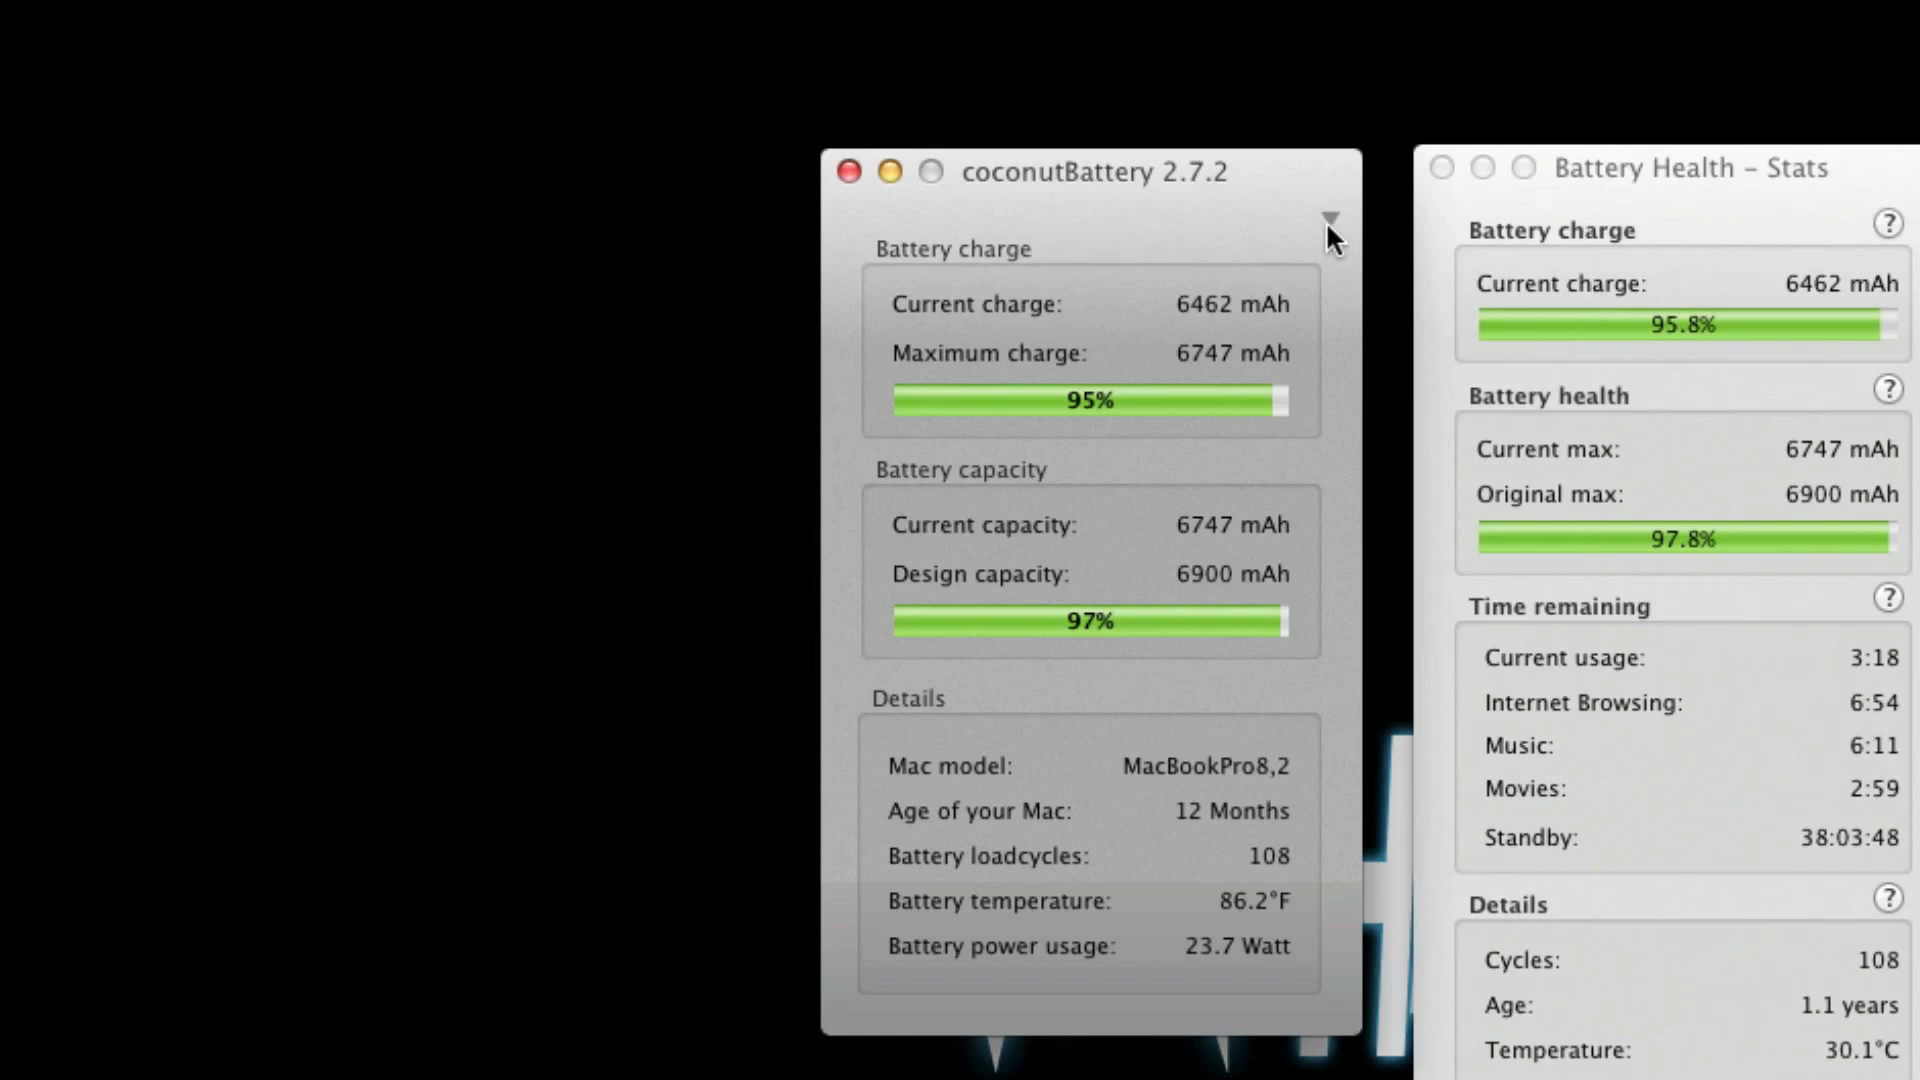 coconutBattery 2.7.2
Battery charge
Current charge: 6462 mAh
Maximum charge: 6747 mAh
95%
Battery capacity
Current capacity: 6747 mAh
Design capacity: 6900 mAh
97%
Details
Mac model: MacBookPro8,2
Age of your Mac: 12 Months
Battery loadcycles: 108
Battery temperature: 86.2°F
Battery power usage: 23.7 Watt
Battery Health – Stats
Battery charge ?
Current charge: 6462 mAh
95.8%
Battery health ?
Current max: 6747 mAh
Original max: 6900 mAh
97.8%
Time remaining ?
Current usage: 3:18
Internet Browsing: 6:54
Music: 6:11
Movies: 2:59
Standby: 38:03:48
Details ?
Cycles: 108
Age: 1.1 years
Temperature: 30.1°C